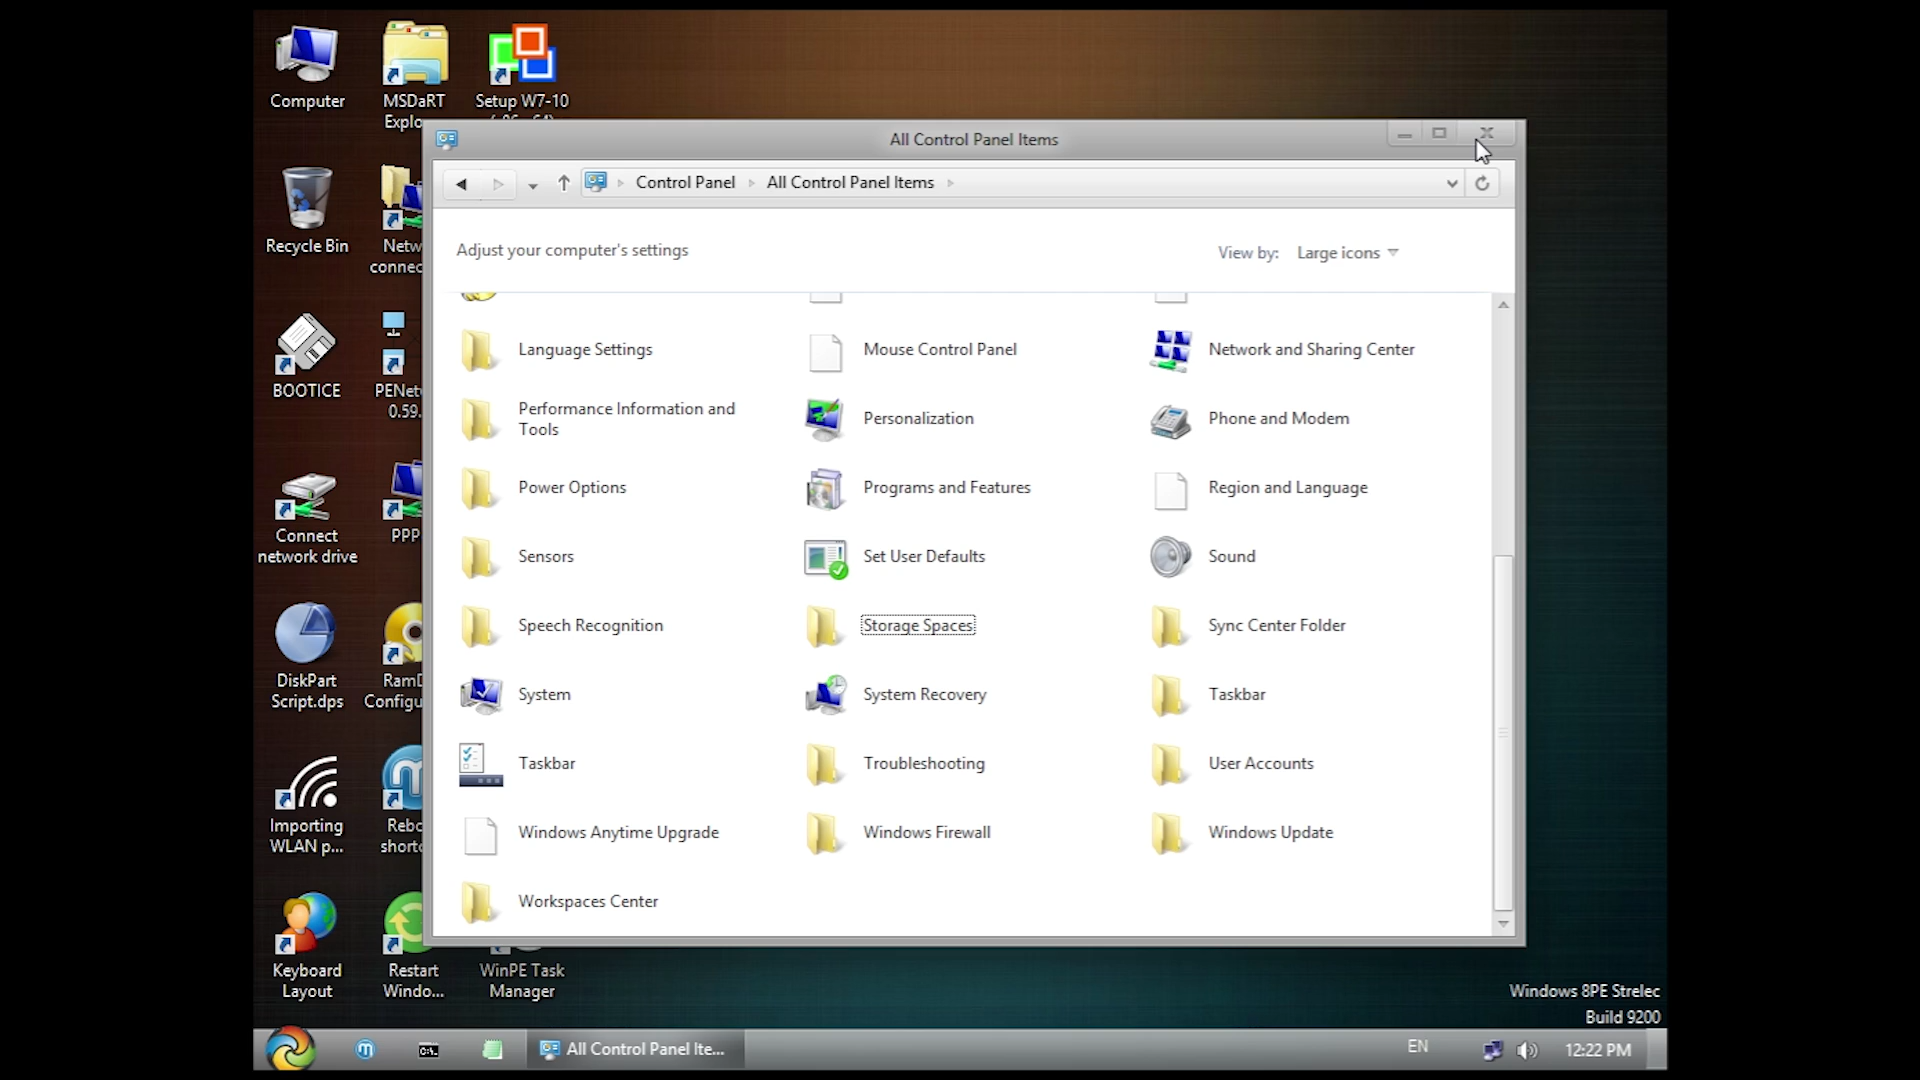 Computer
MSDaRT
Explo
Setup W7-10
Recycle Bin
Netw
connec
BOOTICE
PENet
0.59.
Connect
network drive
PPP
DiskPart
Script.dps
RamD
Configu
Importing
WLAN p...
Rebo
shortc
Keyboard
Layout
Restart
Windo...
WinPE Task
Manager
All Control Panel Items
Control Panel
All Control Panel Items
Adjust your computer's settings
View by: Large icons
Language Settings
Mouse Control Panel
Network and Sharing Center
Performance Information and
Tools
Personalization
Phone and Modem
Power Options
Programs and Features
Region and Language
Sensors
Set User Defaults
Sound
Speech Recognition
Storage Spaces
Sync Center Folder
System
System Recovery
Taskbar
Taskbar
Troubleshooting
User Accounts
Windows Anytime Upgrade
Windows Firewall
Windows Update
Workspaces Center
Windows 8PE Strelec
Build 9200
All Control Panel Ite...
EN
12:22 PM